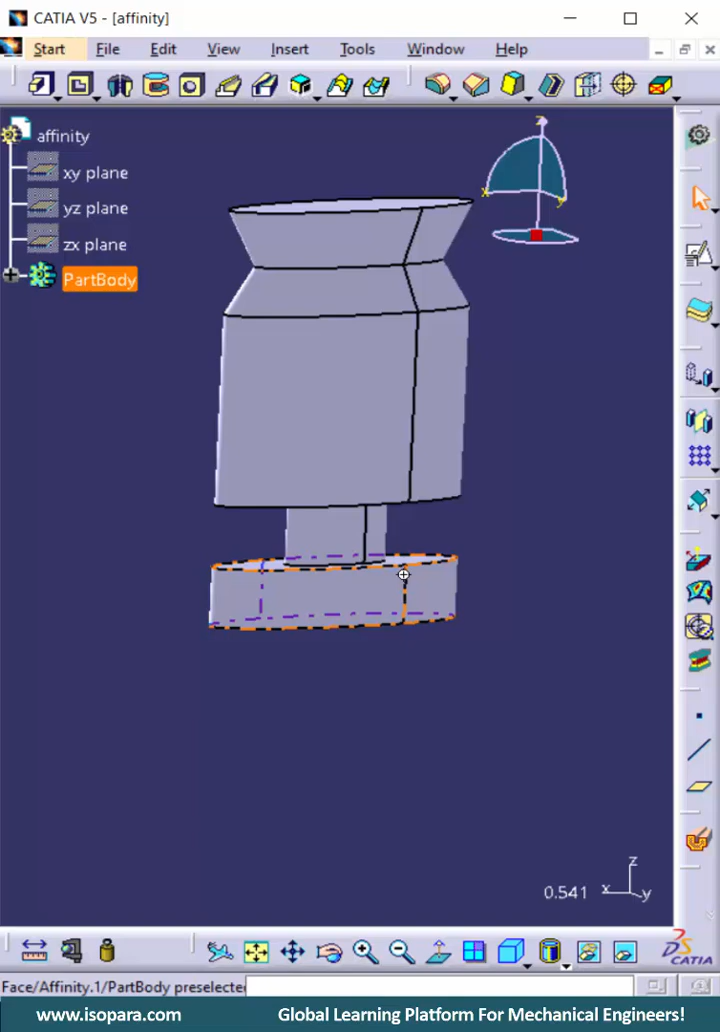 CATIA V5 - [affinity]
Start File Edit View Insert Tools Window Help
affinity
xy plane
yz plane
zx plane
PartBody
z
x
y
z
0.541 x y
CATIA
Face/Affinity.1/PartBody preselected
www.isopara.com Global Learning Platform For Mechanical Engineers!